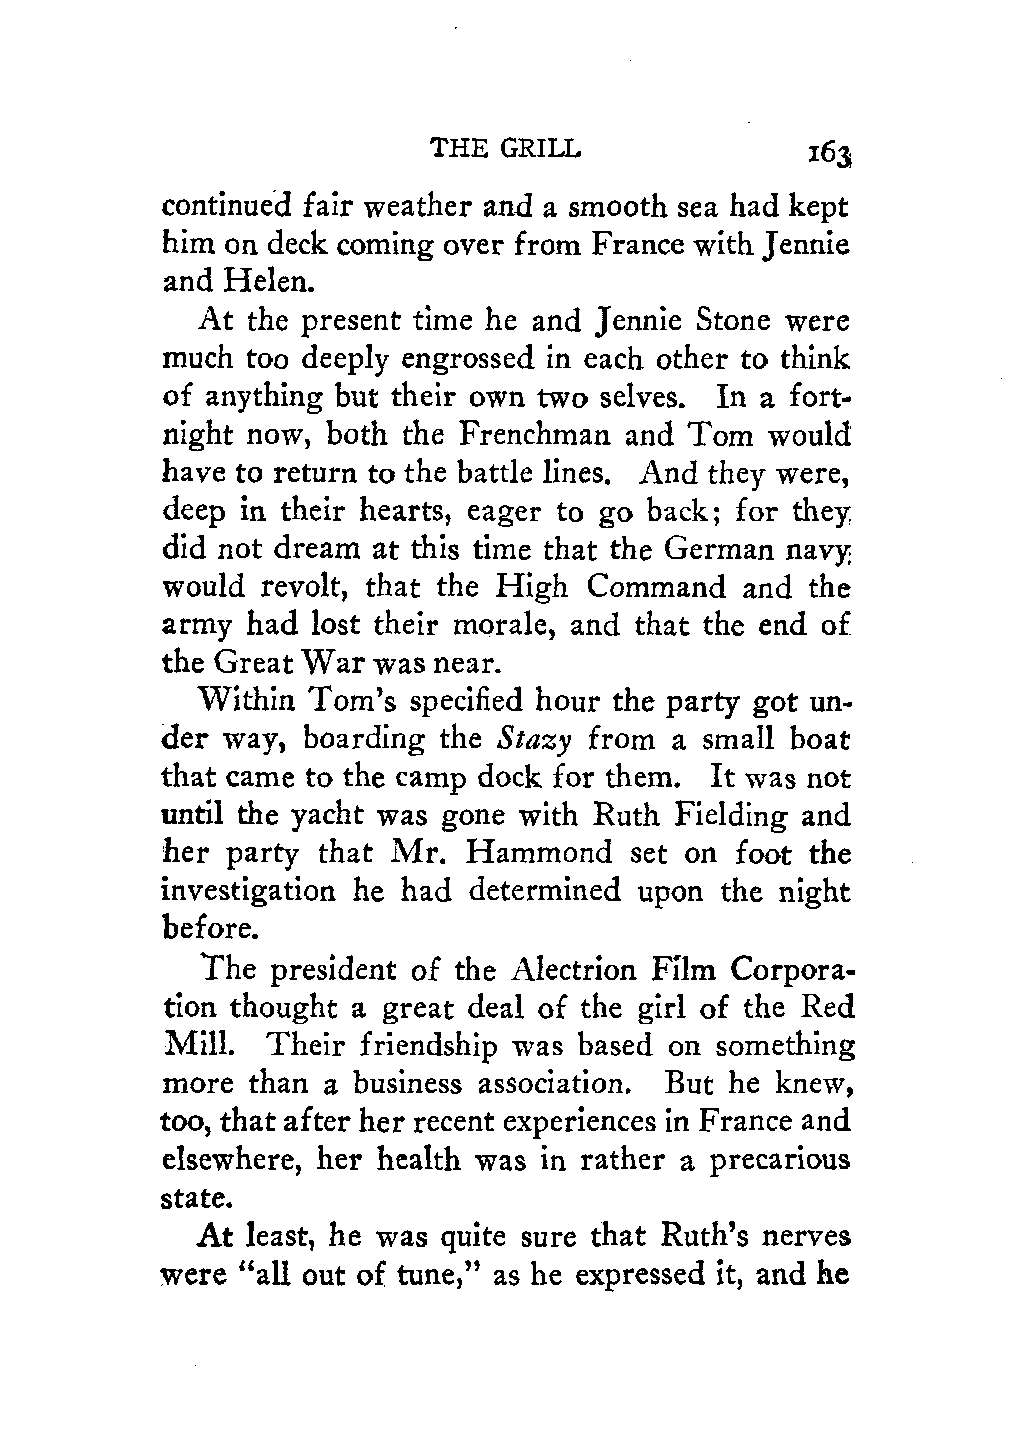 THE GRILL 163
continued fair weather and a smooth sea had kept
him on deck coming over from France with Jennie
and Helen.
At the present time he and Jennie Stone were
much too deeply engrossed in each other to think
of anything but their own two selves. In a fort-
night now, both the Frenchman and Tom would
have to return to the battle lines. And they were,
deep in their hearts, eager to go back; for they
did not dream at this time that the German navy
would revolt, that the High Command and the
army had lost their morale, and that the end of
the Great War was near.
Within Tom's specified hour the party got un-
der way, boarding the Stazy from a small boat
that came to the camp dock for them. It was not
until the yacht was gone with Ruth Fielding and
her party that Mr. Hammond set on foot the
investigation he had determined upon the night
before.
The president of the Alectrion Film Corpora-
tion thought a great deal of the girl of the Red
Mill. Their friendship was based on something
more than a business association. But he knew,
too, that after her recent experiences in France and
elsewhere, her health was in rather a precarious
state.
At least, he was quite sure that Ruth's nerves
were "all out of tune," as he expressed it, and he